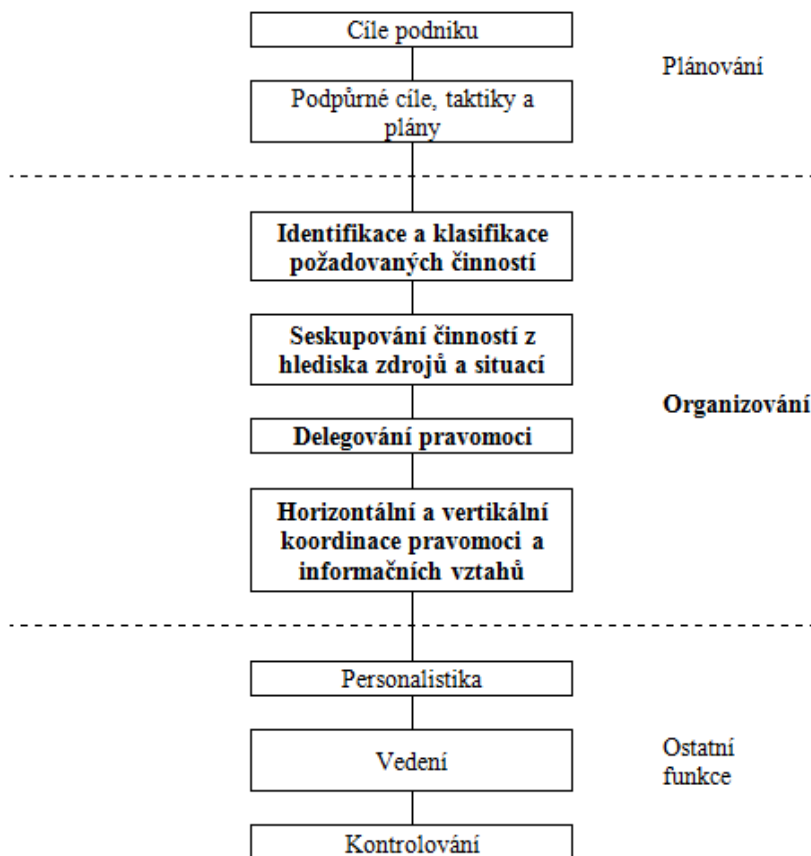 Cíle podniku
Plánování
Podpůrné cíle, taktiky a
plány
Identifikace a klasifikace
požadovaných činností
Seskupování činností z
hlediska zdrojů a situací
Organizování
Delegování pravomoci
Horizontální a vertikální
koordinace pravomoci a
informačních vztahů
Personalistika
Vedení
Ostatní
funkce
Kontrolování